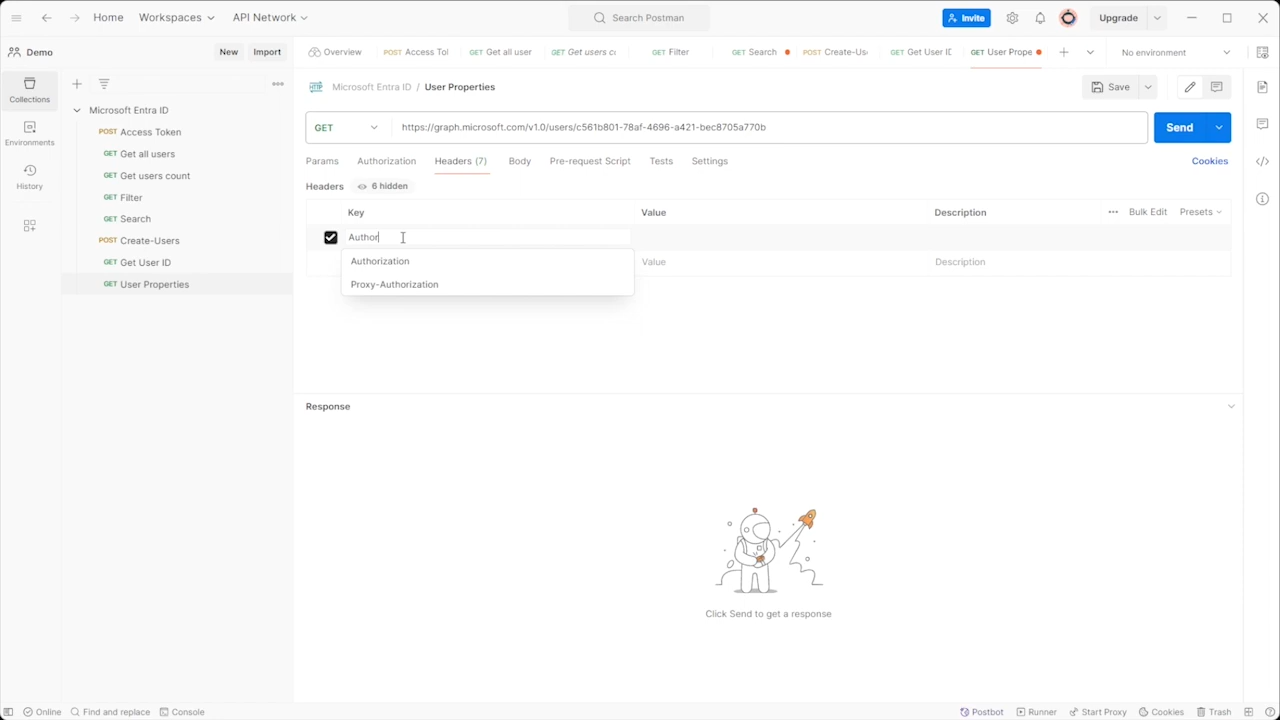 Home Workspaces API Network Search Postman Invite Upgrade
Demo New Import Overview POST Access Tol GET Get all user GET Get users co GET Filter GET Search POST Create-Us GET Get User ID GET User Prope No environment
Collections
Environments
History
Microsoft Entra ID
POST Access Token
GET Get all users
GET Get users count
GET Filter
GET Search
GET Create-Users
GET Get User ID
GET User Properties
HTTP Microsoft Entra ID / User Properties Save
GET https://graph.microsoft.com/v1.0/users/c561b801-78af-4696-a421-bec8705a770b Send
Params Authorization Headers (7) Body Pre-request Script Tests Settings Cookies
Headers 6 hidden
Key Value Description Bulk Edit Presets
Author
Authorization
Value Description
Proxy-Authorization
Response
Click Send to get a response
Online Find and replace Console Postbot Runner Start Proxy Cookies Trash